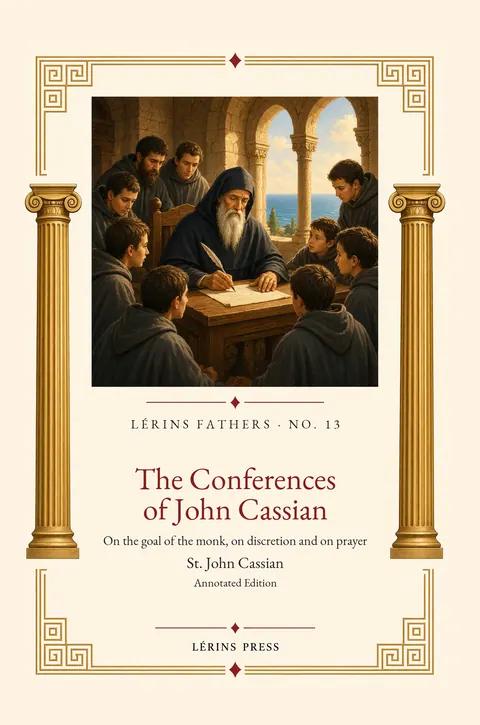 LÉRINS FATHERS · NO. 13
The Conferences
of John Cassian
On the goal of the monk, on discretion and on prayer
St. John Cassian
Annotated Edition
LÉRINS PRESS